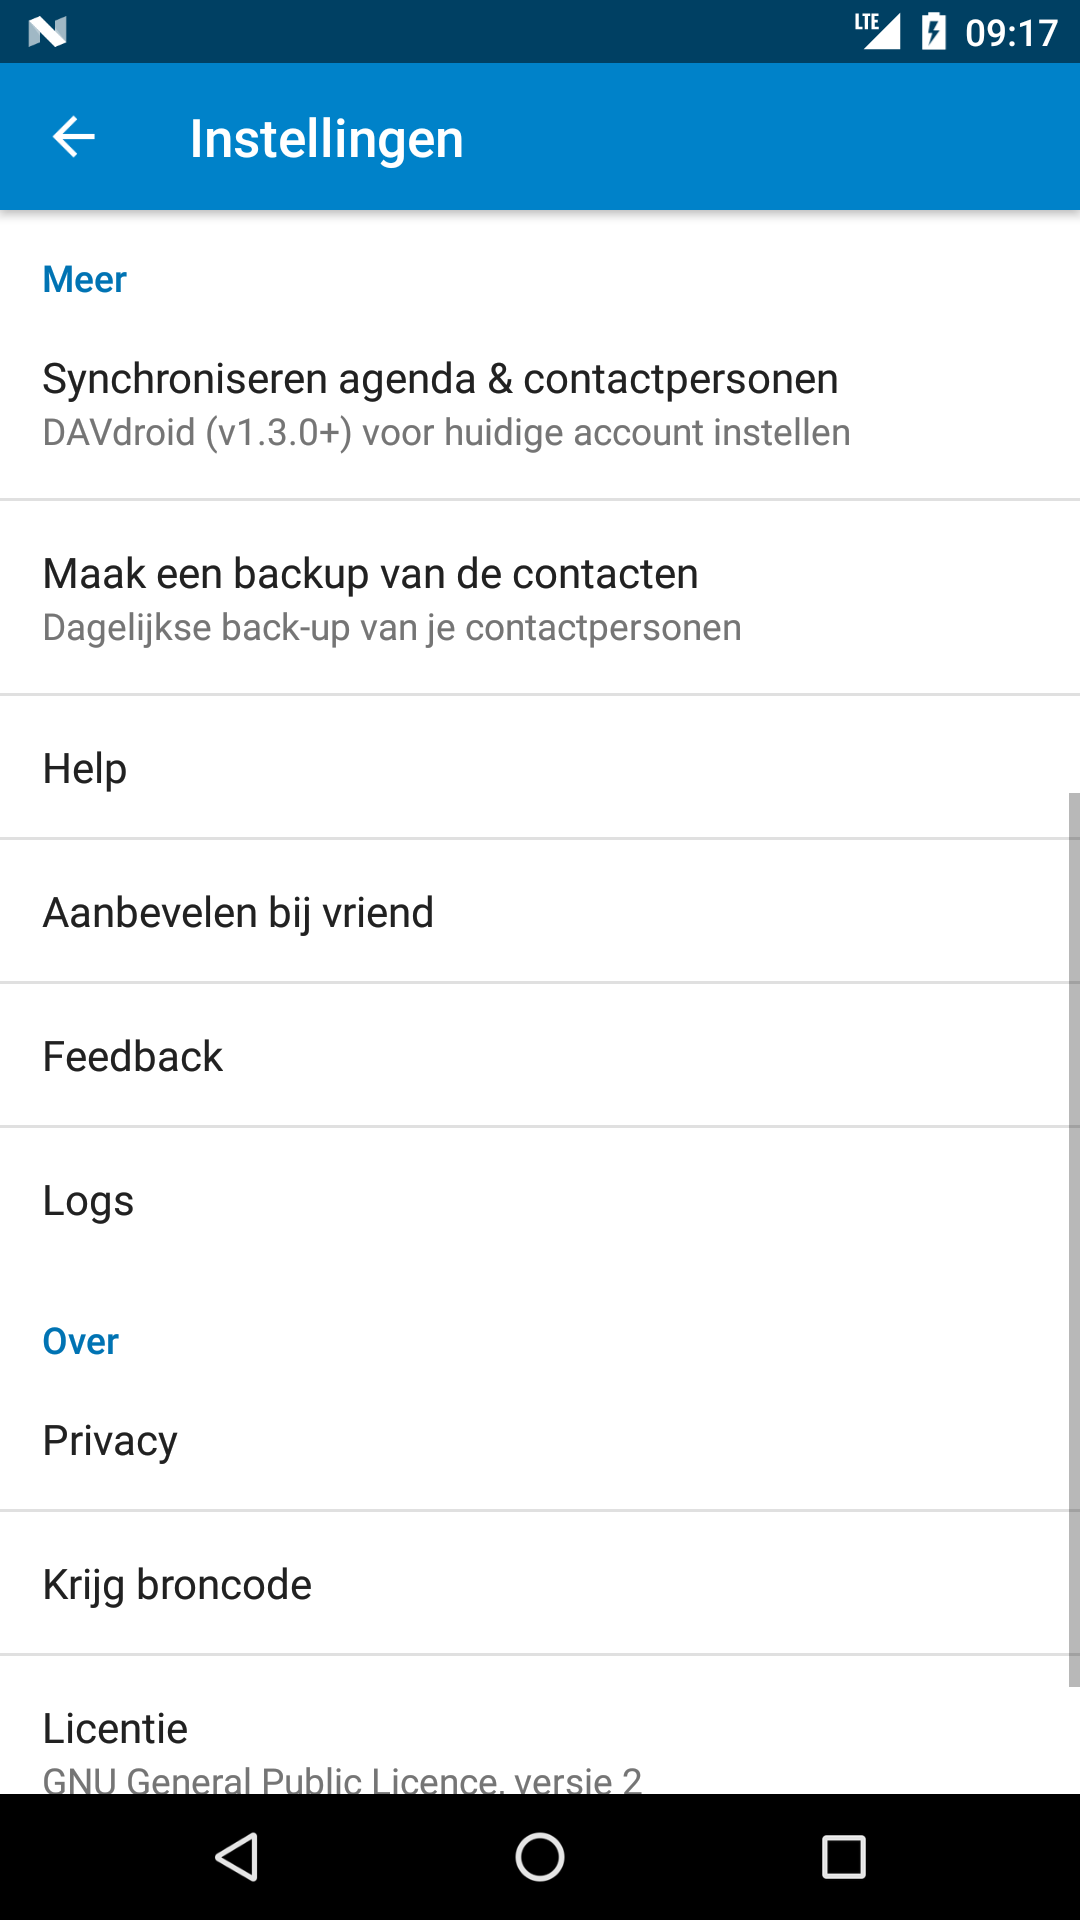 LTE 09:17
Instellingen
Meer
Synchroniseren agenda & contactpersonen
DAVdroid (v1.3.0+) voor huidige account instellen
Maak een backup van de contacten
Dagelijkse back-up van je contactpersonen
Help
Aanbevelen bij vriend
Feedback
Logs
Over
Privacy
Krijg broncode
Licentie
GNU General Public Licence, versie 2